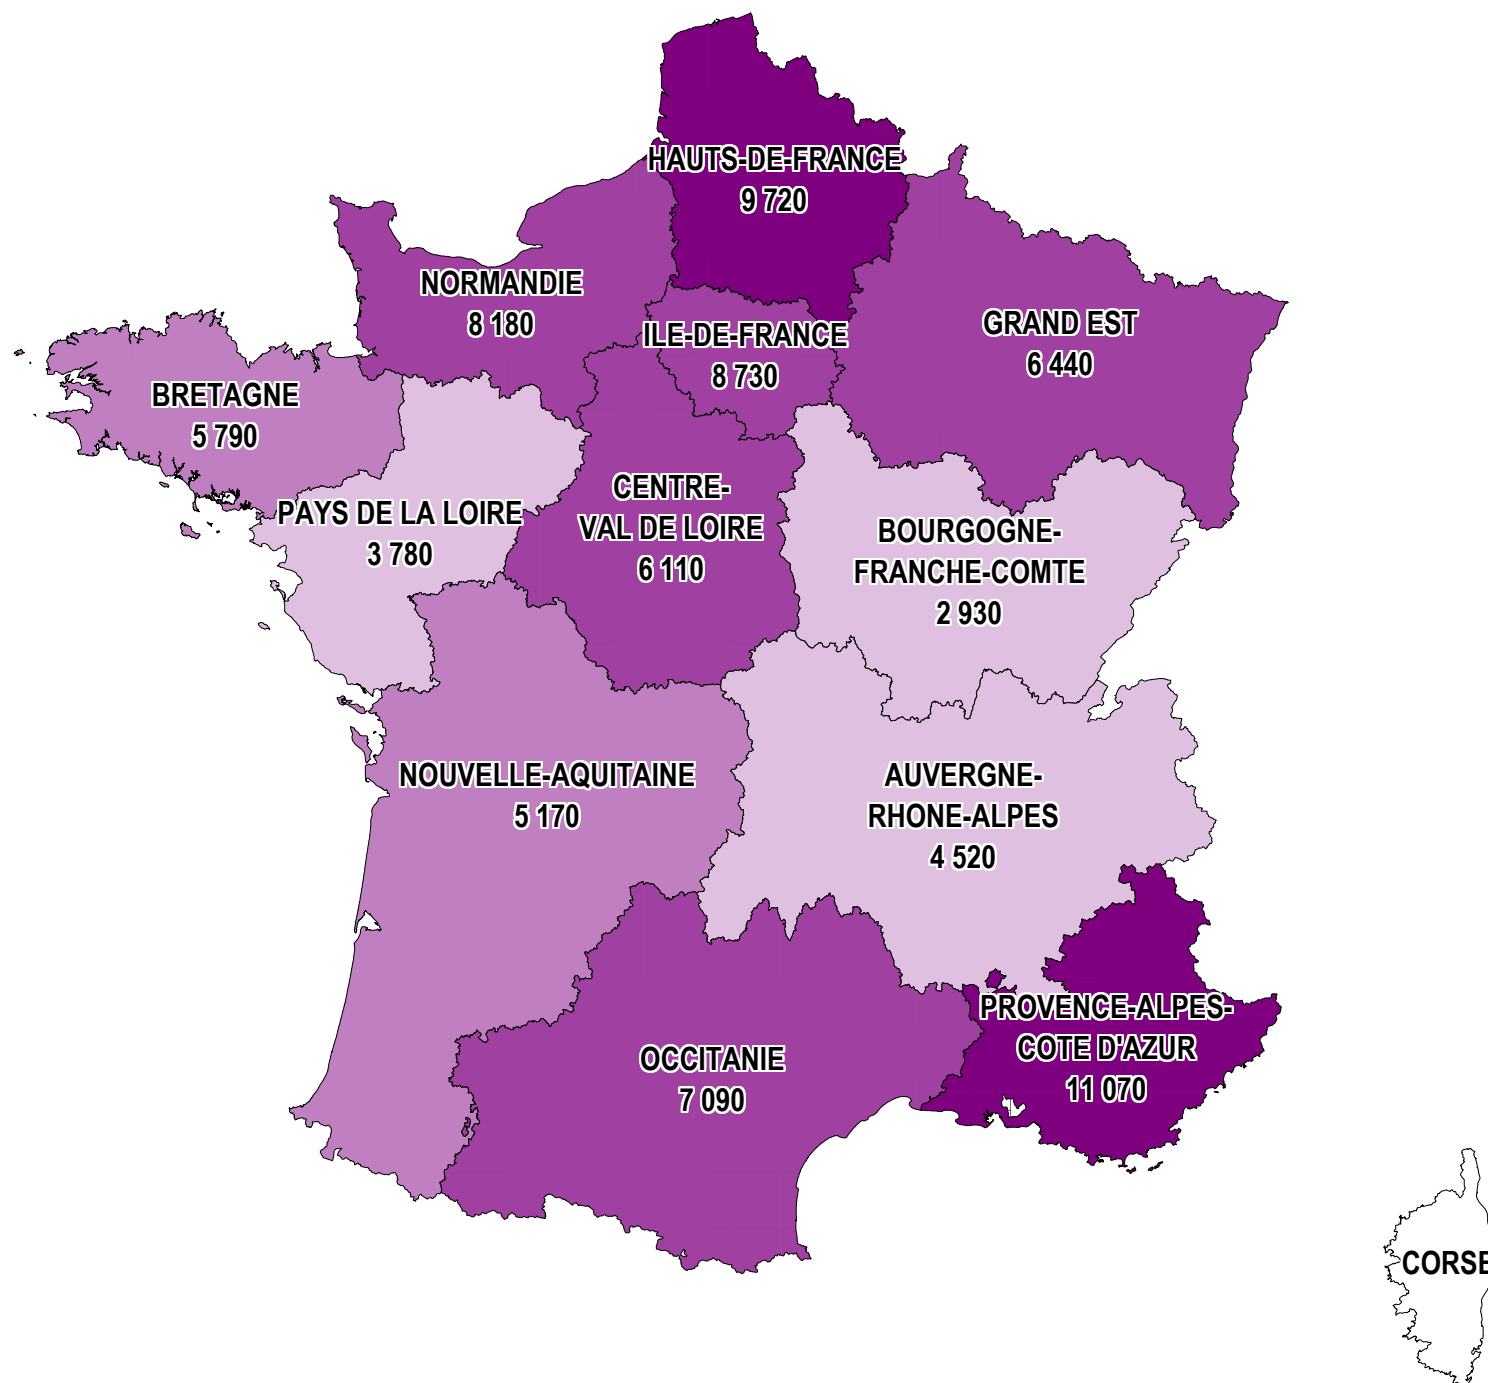 HAUTS-DE-FRANCE
9 720
NORMANDIE
8 180
ILE-DE-FRANCE
8 730
GRAND EST
6 440
BRETAGNE
5 790
PAYS DE LA LOIRE
3 780
CENTRE-
VAL DE LOIRE
6 110
BOURGOGNE-
FRANCHE-COMTE
2 930
NOUVELLE-AQUITAINE
5 170
AUVERGNE-
RHONE-ALPES
4 520
PROVENCE-ALPES-
COTE D'AZUR
11 070
OCCITANIE
7 090
CORSE